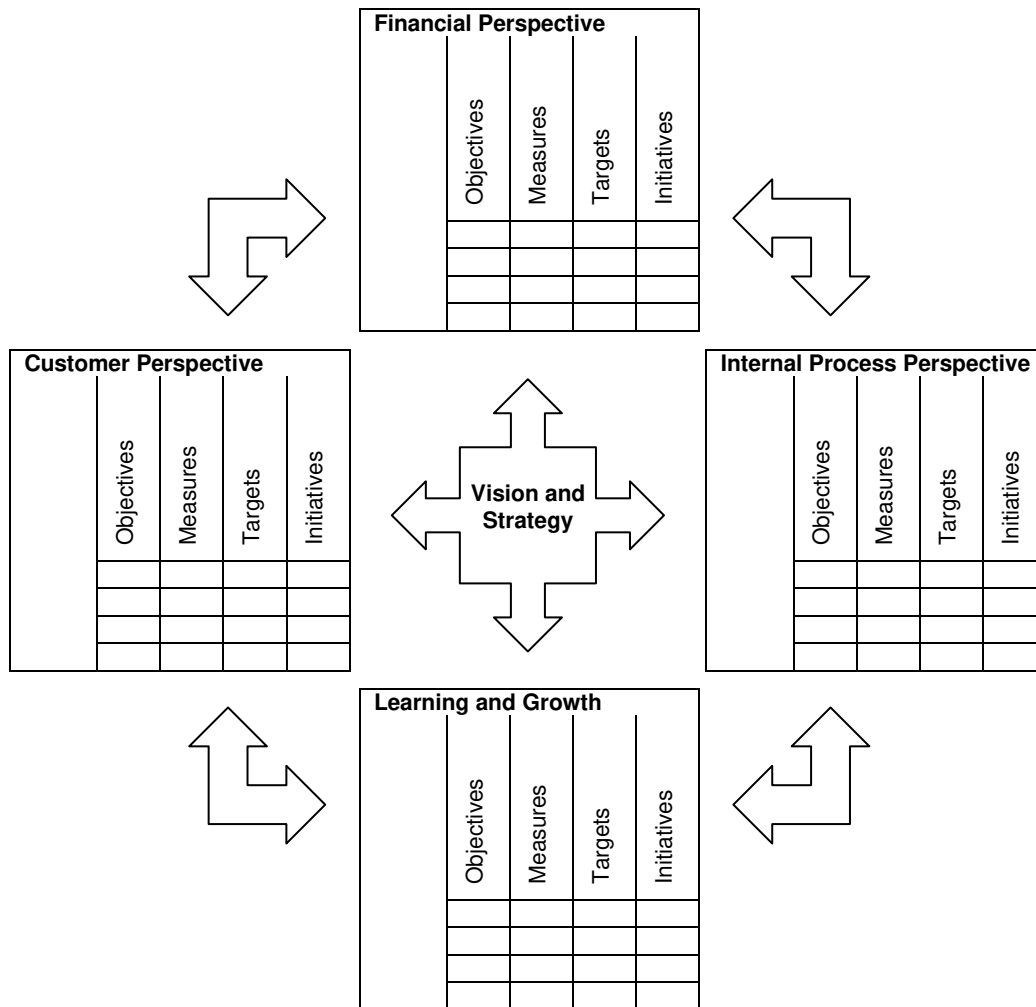 Financial Perspective
Objectives
Measures
Targets
Initiatives
Customer Perspective
Objectives
Measures
Targets
Initiatives
Vision and
Strategy
Internal Process Perspective
Objectives
Measures
Targets
Initiatives
Learning and Growth
Objectives
Measures
Targets
Initiatives